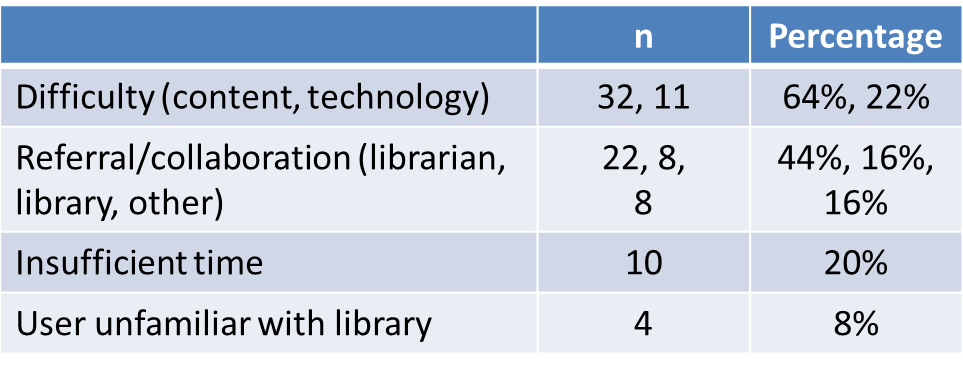 n Percentage
Difficulty (content, technology) 32, 11 64%, 22%
Referral/collaboration (librarian, 22, 8, 44%, 16%,
library, other) 8 16%
Insufficient time 10 20%
User unfamiliar with library 4 8%